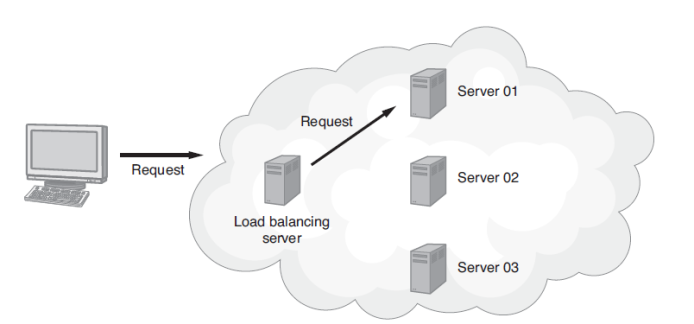 Server 01
Request
Request
Server 02
Load balancing
server
Server 03